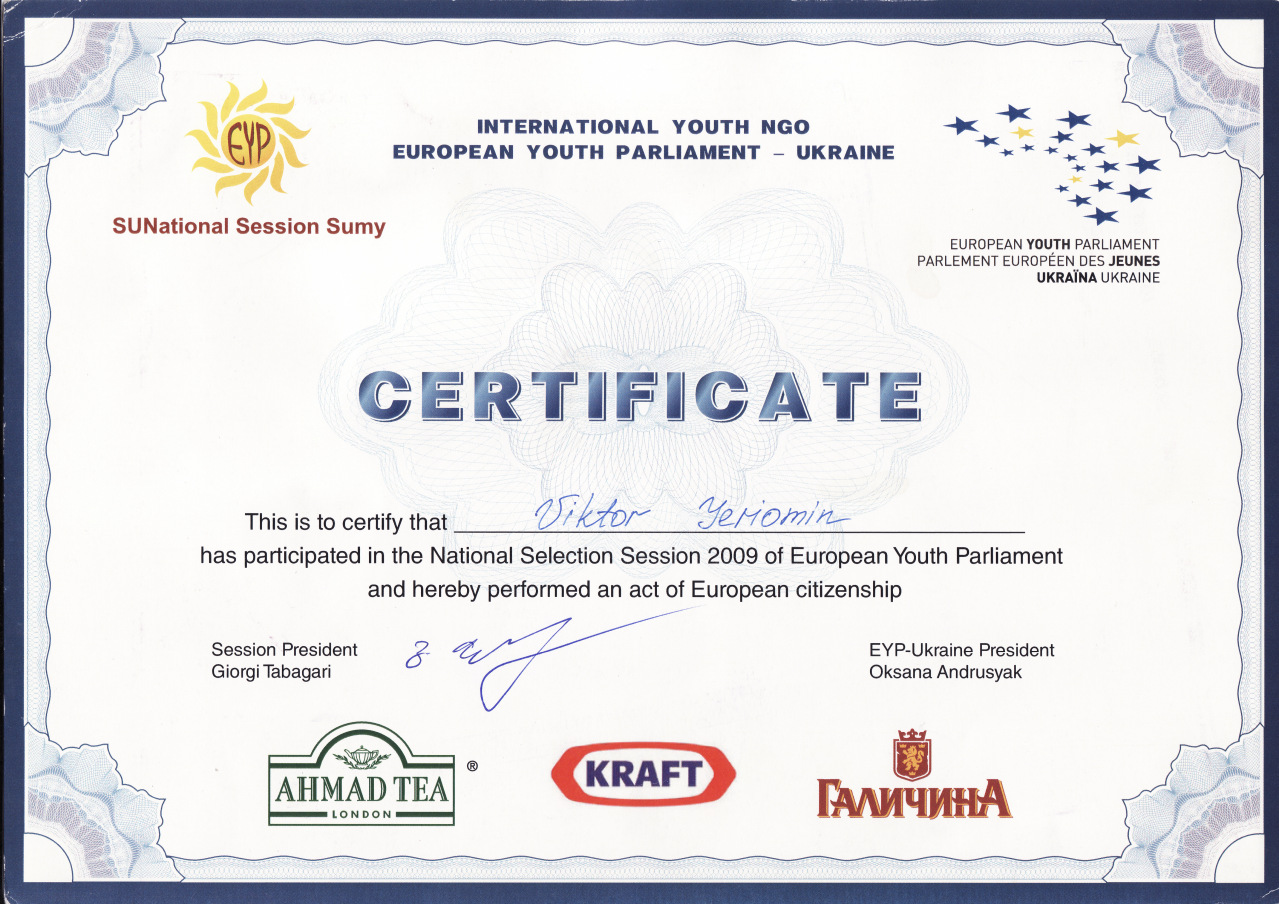 EYP
SUNational Session Sumy
INTERNATIONAL YOUTH NGO
EUROPEAN YOUTH PARLIAMENT – UKRAINE
EUROPEAN YOUTH PARLIAMENT
PARLEMENT EUROPÉEN DES JEUNES
UKRAÏNA UKRAINE
CERTIFICATE
This is to certify that Viktor Yeriomin
has participated in the National Selection Session 2009 of European Youth Parliament
and hereby performed an act of European citizenship
Session President
Giorgi Tabagari
EYP-Ukraine President
Oksana Andrusyak
AHMAD TEA ®
LONDON
KRAFT
ГАЛИЧИНА